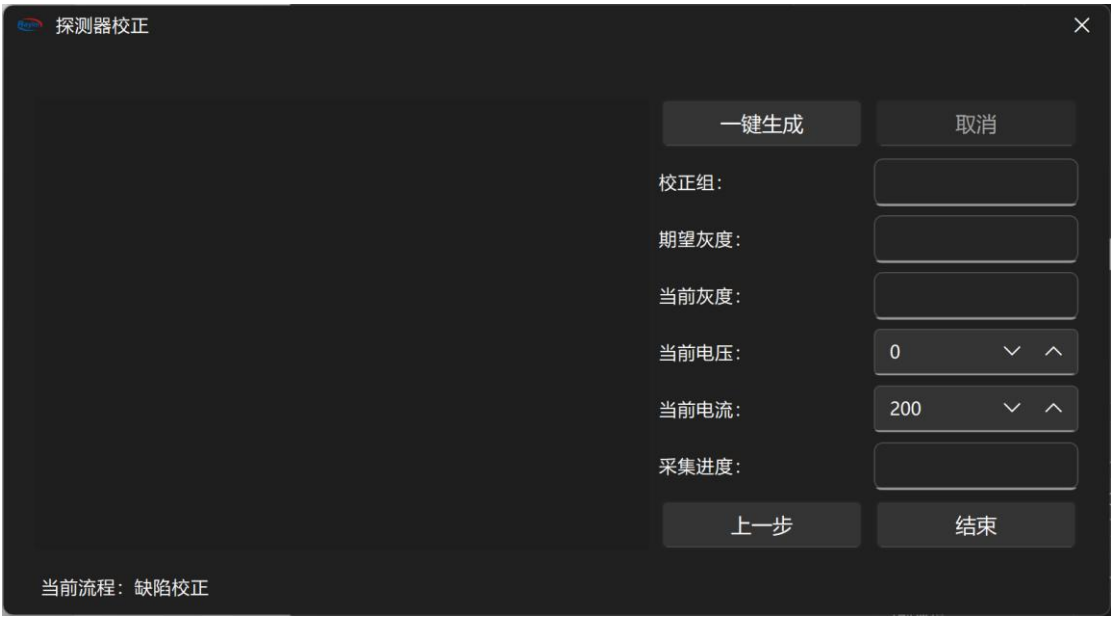 探测器校正
一键生成 取消
校正组：
期望灰度：
当前灰度：
当前电压： 0
当前电流： 200
采集进度：
上一步 结束
当前流程：缺陷校正